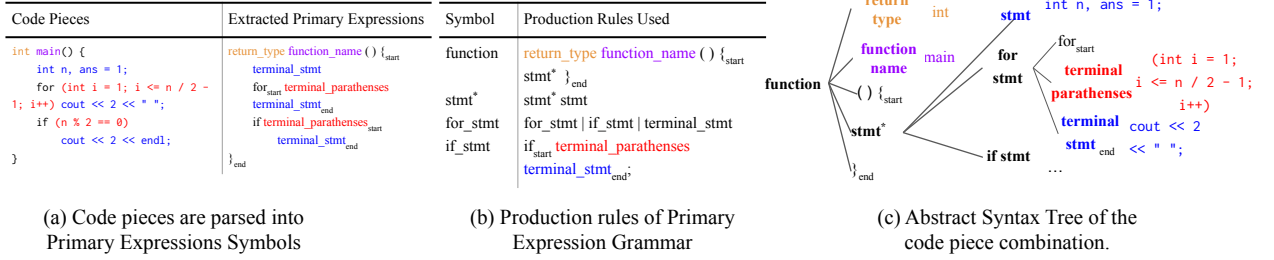 Code Pieces
Extracted Primary Expressions
int main() {
int n, ans = 1;
for (int i = 1; i <= n / 2 -
1; i++) cout << 2 << " ";
if (n % 2 == 0)
cout << 2 << endl;
}
return_type function_name ( ) {start
terminal_stmt
forstart terminal_parathenses
terminal_stmtend
if terminal_parathensesstart
terminal_stmtend
}end
(a) Code pieces are parsed into
Primary Expressions Symbols
Symbol
Production Rules Used
function
return_type function_name ( ) {start
stmt* }end
stmt*
stmt* stmt
for_stmt
for_stmt | if_stmt | terminal_stmt
if_stmt
ifstart terminal_parathenses
terminal_stmtend;
(b) Production rules of Primary
Expression Grammar
function
return
type
int
function
name
main
( ) {start
stmt*
}end
stmt
int n, ans = 1;
for
stmt
forstart
terminal
parathenses
(int i = 1;
i <= n / 2 - 1;
i++)
terminal
stmt end
cout << 2
<< " ";
if stmt
...
(c) Abstract Syntax Tree of the
code piece combination.